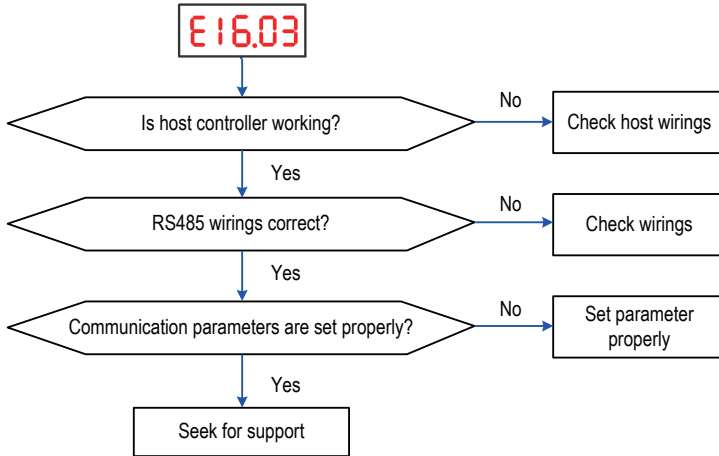 E16.03
Is host controller working?
No
Check host wirings
Yes
RS485 wirings correct?
No
Check wirings
Yes
Communication parameters are set properly?
No
Set parameter
properly
Yes
Seek for support